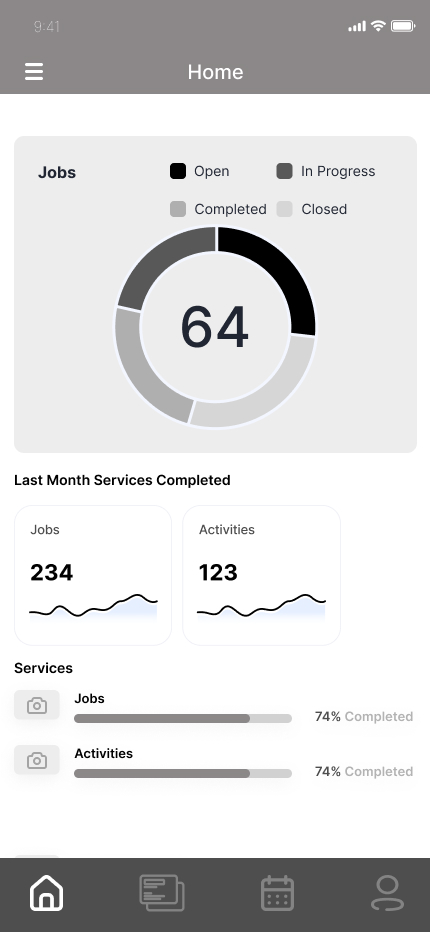 9:41
Home
Jobs
Open
In Progress
Completed
Closed
64
Last Month Services Completed
Jobs
Activities
234
123
Services
Jobs
74% Completed
Activities
74% Completed